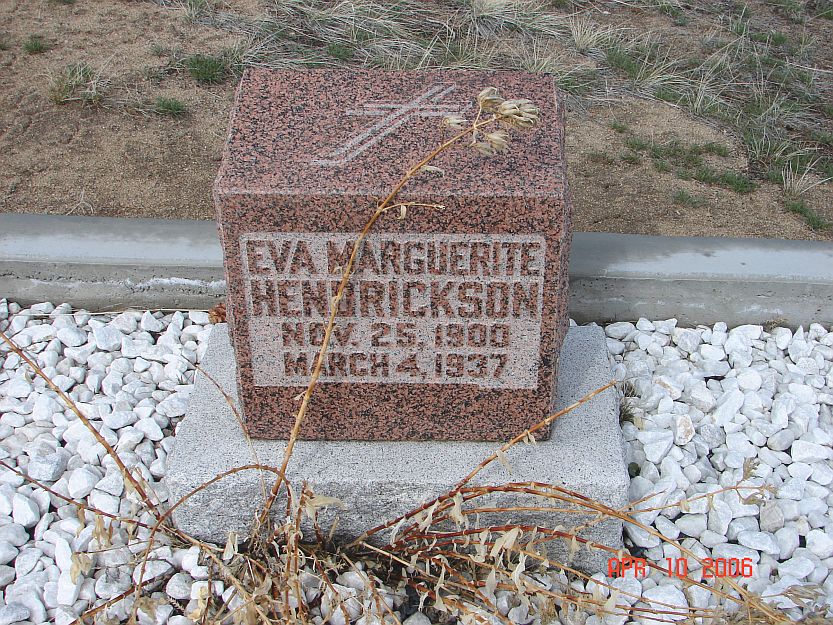 EVA MARGUERITE
HENDRICKSON
NOV. 25, 1900
MARCH 4, 1937
APR 10 2006